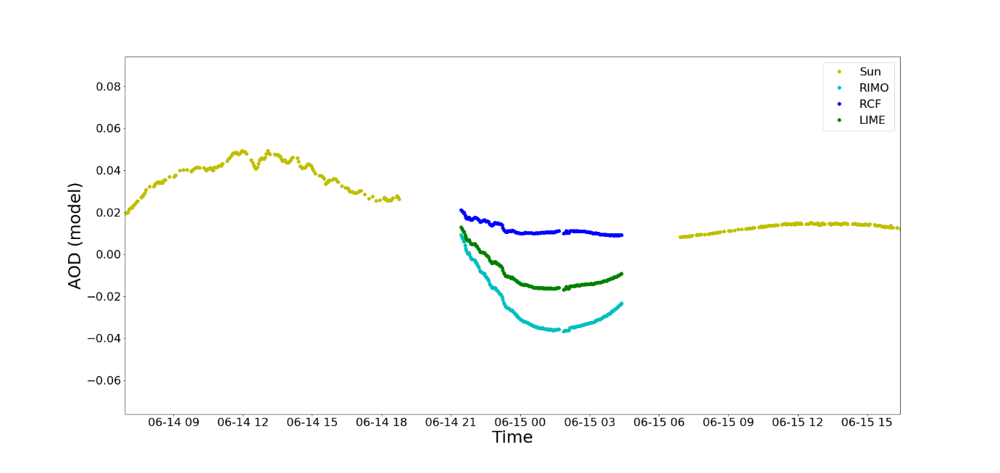 Sun
RIMO
RCF
LIME
AOD (model)
0.08
0.06
0.04
0.02
0.00
−0.02
−0.04
−0.06
06-14 09 06-14 12 06-14 15 06-14 18 06-14 21 06-15 00 06-15 03 06-15 06 06-15 09 06-15 12 06-15 15
Time